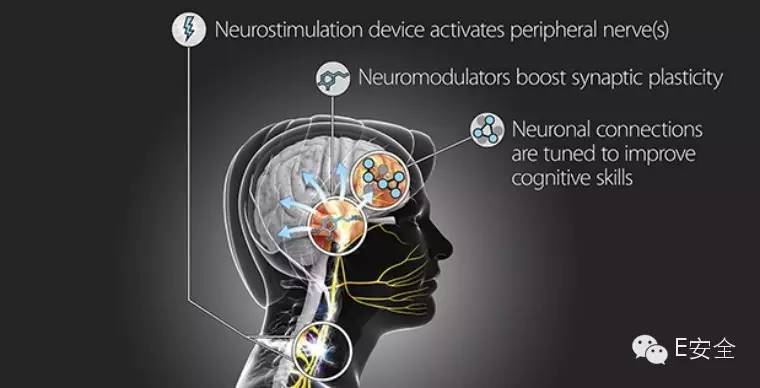 Neurostimulation device activates peripheral nerve(s)
Neuromodulators boost synaptic plasticity
Neuronal connections
are tuned to improve
cognitive skills
E安全